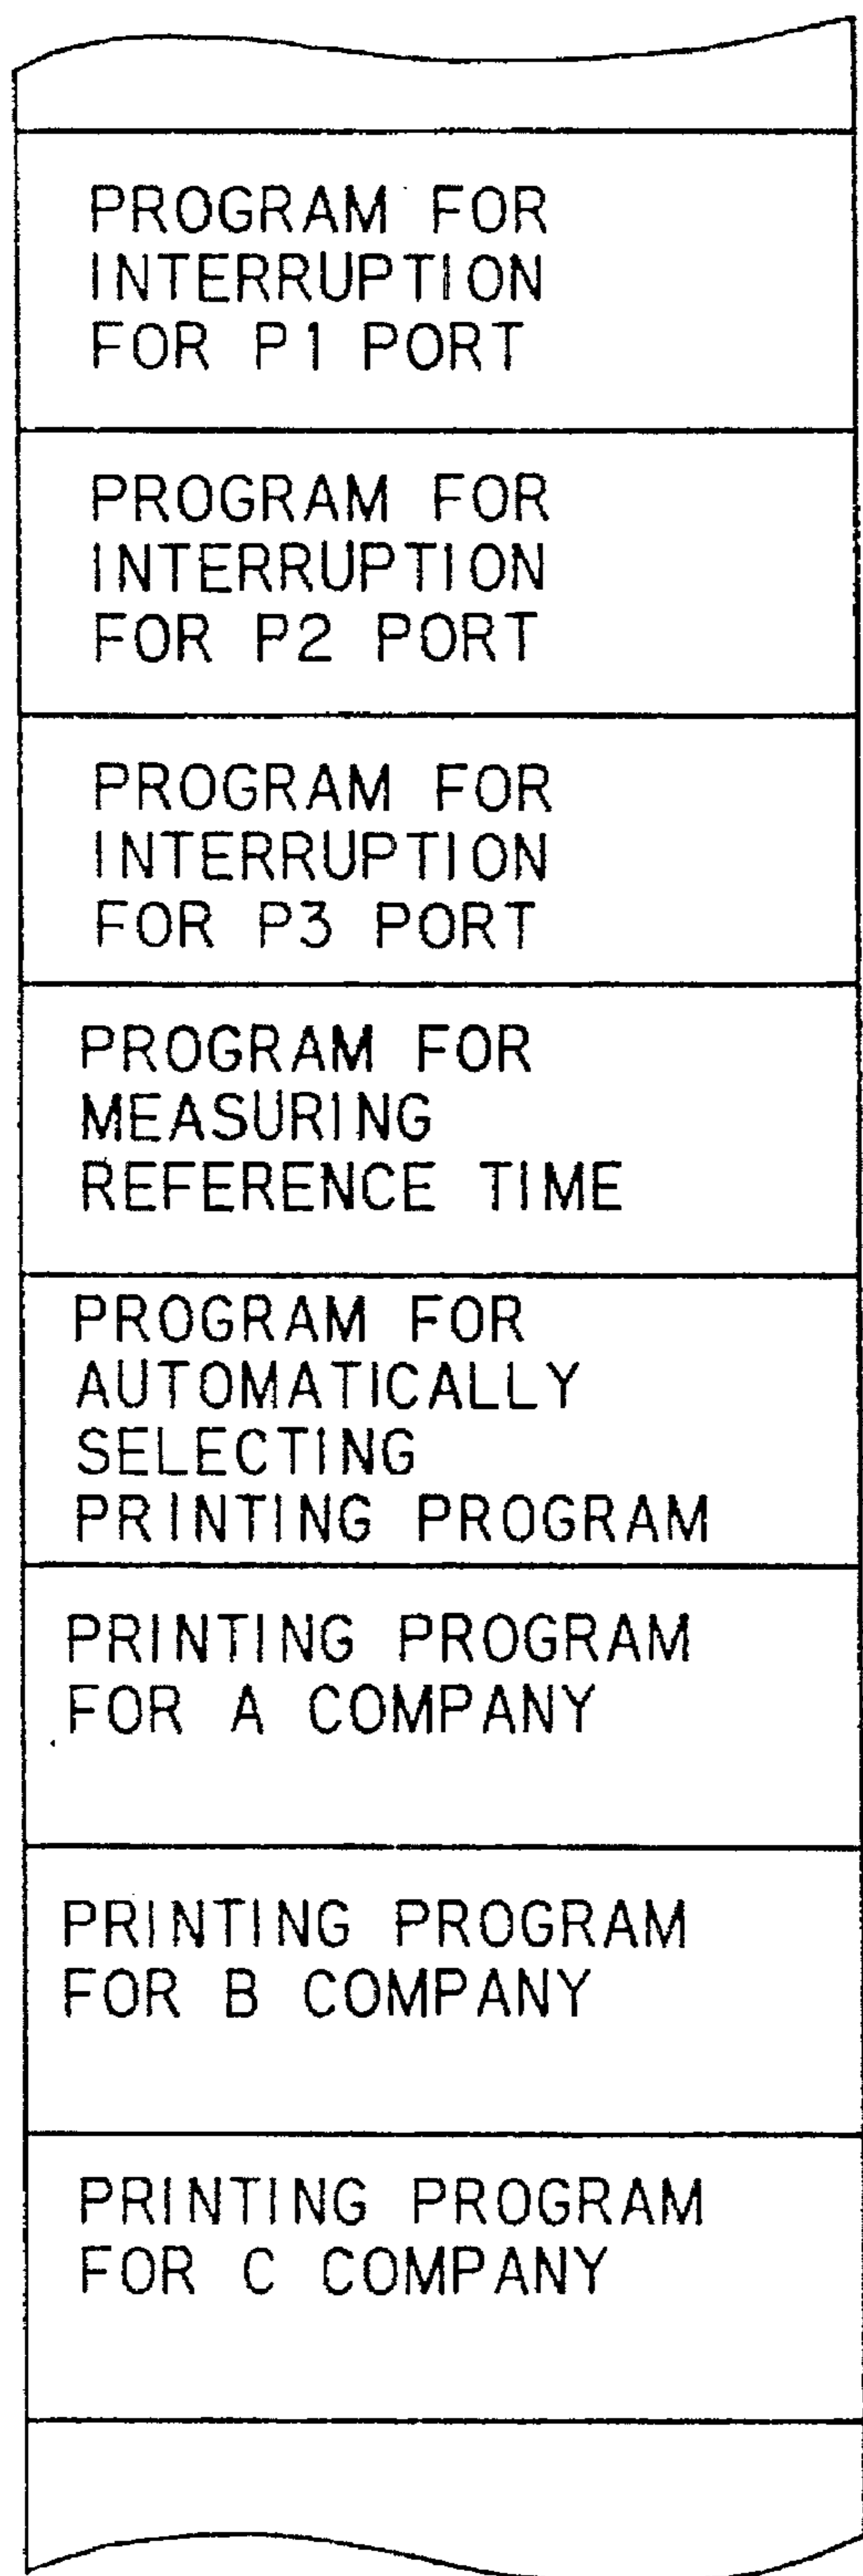 PROGRAM FOR
INTERRUPTION
FOR P1 PORT
PROGRAM FOR
INTERRUPTION
FOR P2 PORT
PROGRAM FOR
INTERRUPTION
FOR P3 PORT
PROGRAM FOR
MEASURING
REFERENCE TIME
PROGRAM FOR
AUTOMATICALLY
SELECTING
PRINTING PROGRAM
PRINTING PROGRAM
FOR A COMPANY
PRINTING PROGRAM
FOR B COMPANY
PRINTING PROGRAM
FOR C COMPANY